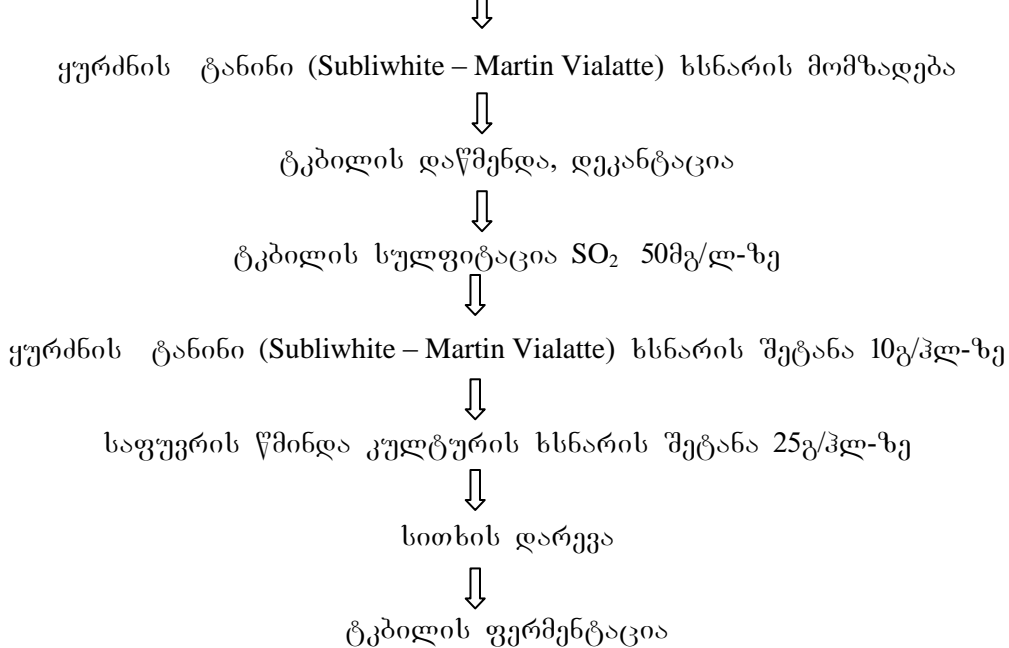 ყურძნის ტანინი (Subliwhite – Martin Vialatte) ხსნარის მომზადება
ტკბილის დაწმენდა, დეკანტაცია
ტკბილის სულფიტაცია SO₂ 50მგ/ლ-ზე
ყურძნის ტანინი (Subliwhite – Martin Vialatte) ხსნარის შეტანა 10გ/ჰლ-ზე
საფუვრის წმინდა კულტურის ხსნარის შეტანა 25გ/ჰლ-ზე
სითხის დარევა
ტკბილის ფერმენტაცია